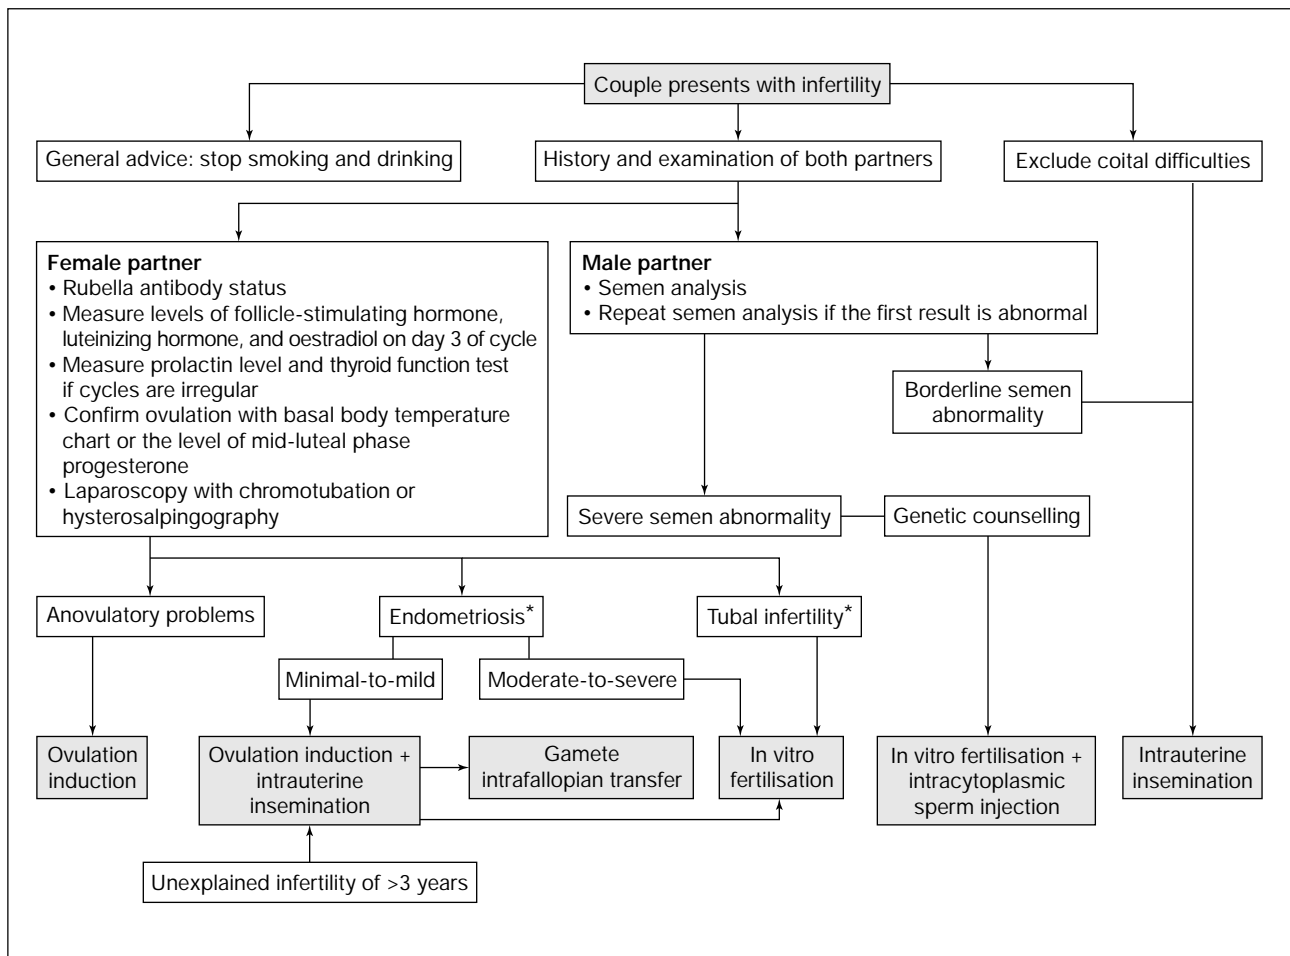 Couple presents with infertility
General advice: stop smoking and drinking
History and examination of both partners
Exclude coital difficulties
Female partner
• Rubella antibody status
• Measure levels of follicle-stimulating hormone,
luteinizing hormone, and oestradiol on day 3 of cycle
• Measure prolactin level and thyroid function test
if cycles are irregular
• Confirm ovulation with basal body temperature
chart or the level of mid-luteal phase
progesterone
• Laparoscopy with chromotubation or
hysterosalpingography
Male partner
• Semen analysis
• Repeat semen analysis if the first result is abnormal
Borderline semen
abnormality
Severe semen abnormality
Genetic counselling
Anovulatory problems
Endometriosis*
Tubal infertility*
Minimal-to-mild
Moderate-to-severe
Ovulation
induction
Ovulation induction +
intrauterine
insemination
Gamete
intrafallopian transfer
In vitro
fertilisation
In vitro fertilisation +
intracytoplasmic
sperm injection
Intrauterine
insemination
Unexplained infertility of >3 years